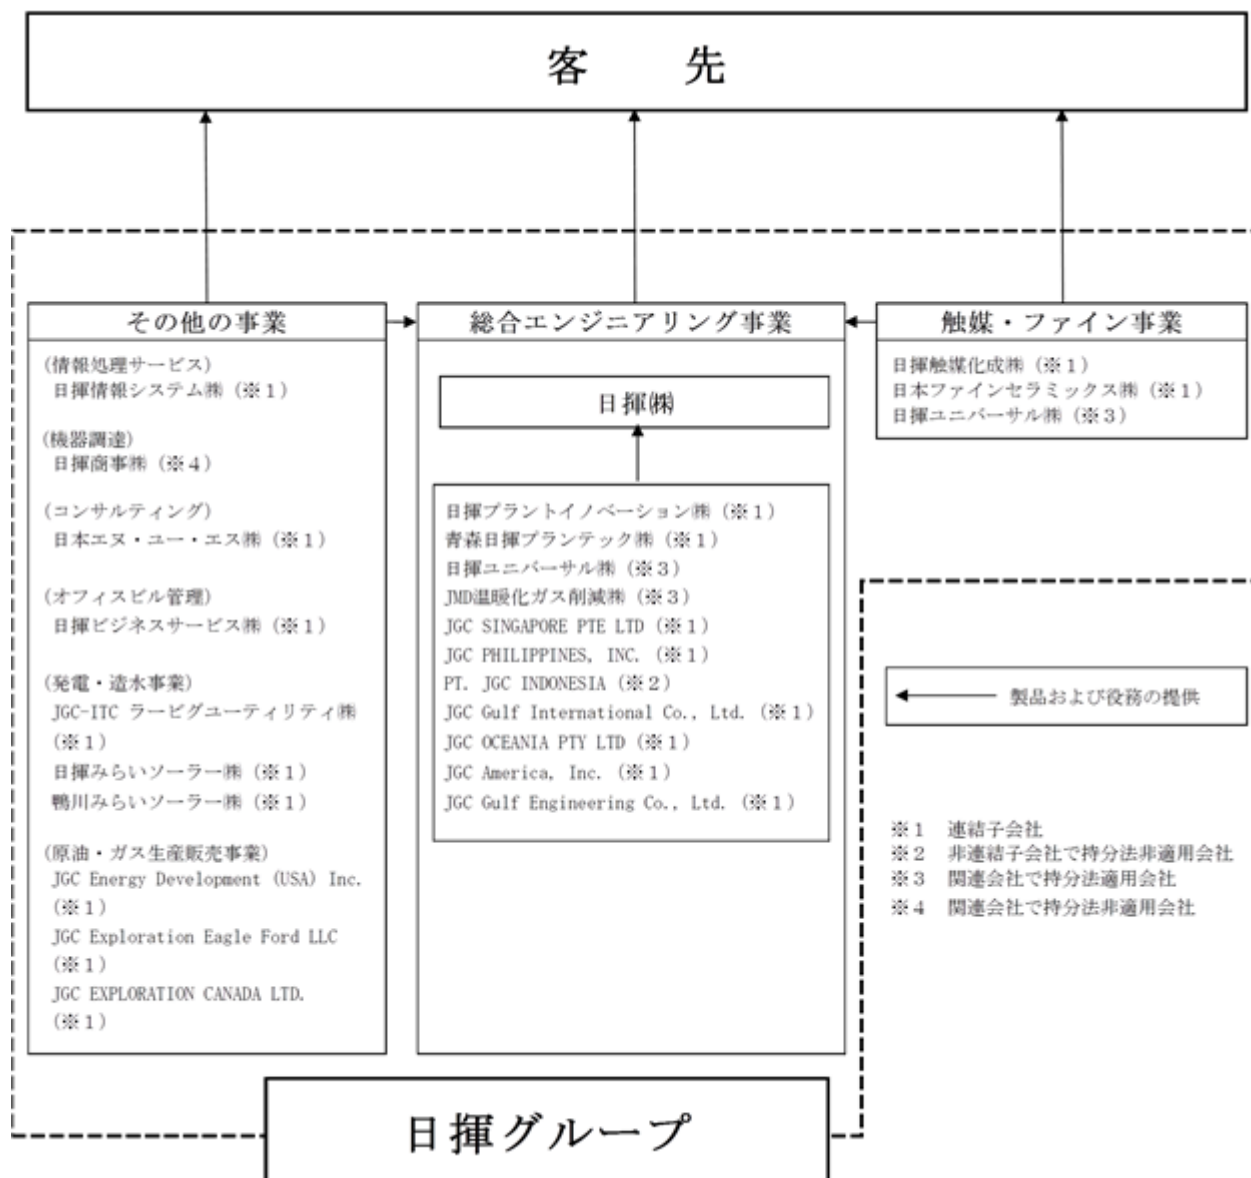 客　先
その他の事業
(情報処理サービス)
日揮情報システム㈱ (※1)
(機器調達)
日揮商事㈱ (※4)
(コンサルティング)
日本エヌ・ユー・エス㈱ (※1)
(オフィスビル管理)
日揮ビジネスサービス㈱ (※1)
(発電・造水事業)
JGC-ITC ラービグユーティリティ㈱
(※1)
日揮みらいソーラー㈱ (※1)
鴨川みらいソーラー㈱ (※1)
(原油・ガス生産販売事業)
JGC Energy Development (USA) Inc.
(※1)
JGC Exploration Eagle Ford LLC
(※1)
JGC EXPLORATION CANADA LTD.
(※1)
総合エンジニアリング事業
日揮㈱
日揮プラントイノベーション㈱ (※1)
青森日揮プランテック㈱ (※1)
日揮ユニバーサル㈱ (※3)
JMD温暖化ガス削減㈱ (※3)
JGC SINGAPORE PTE LTD (※1)
JGC PHILIPPINES, INC. (※1)
PT. JGC INDONESIA (※2)
JGC Gulf International Co., Ltd. (※1)
JGC OCEANIA PTY LTD (※1)
JGC America, Inc. (※1)
JGC Gulf Engineering Co., Ltd. (※1)
触媒・ファイン事業
日揮触媒化成㈱ (※1)
日本ファインセラミックス㈱ (※1)
日揮ユニバーサル㈱ (※3)
製品および役務の提供
※1　連結子会社
※2　非連結子会社で持分法非適用会社
※3　関連会社で持分法適用会社
※4　関連会社で持分法非適用会社
日揮グループ